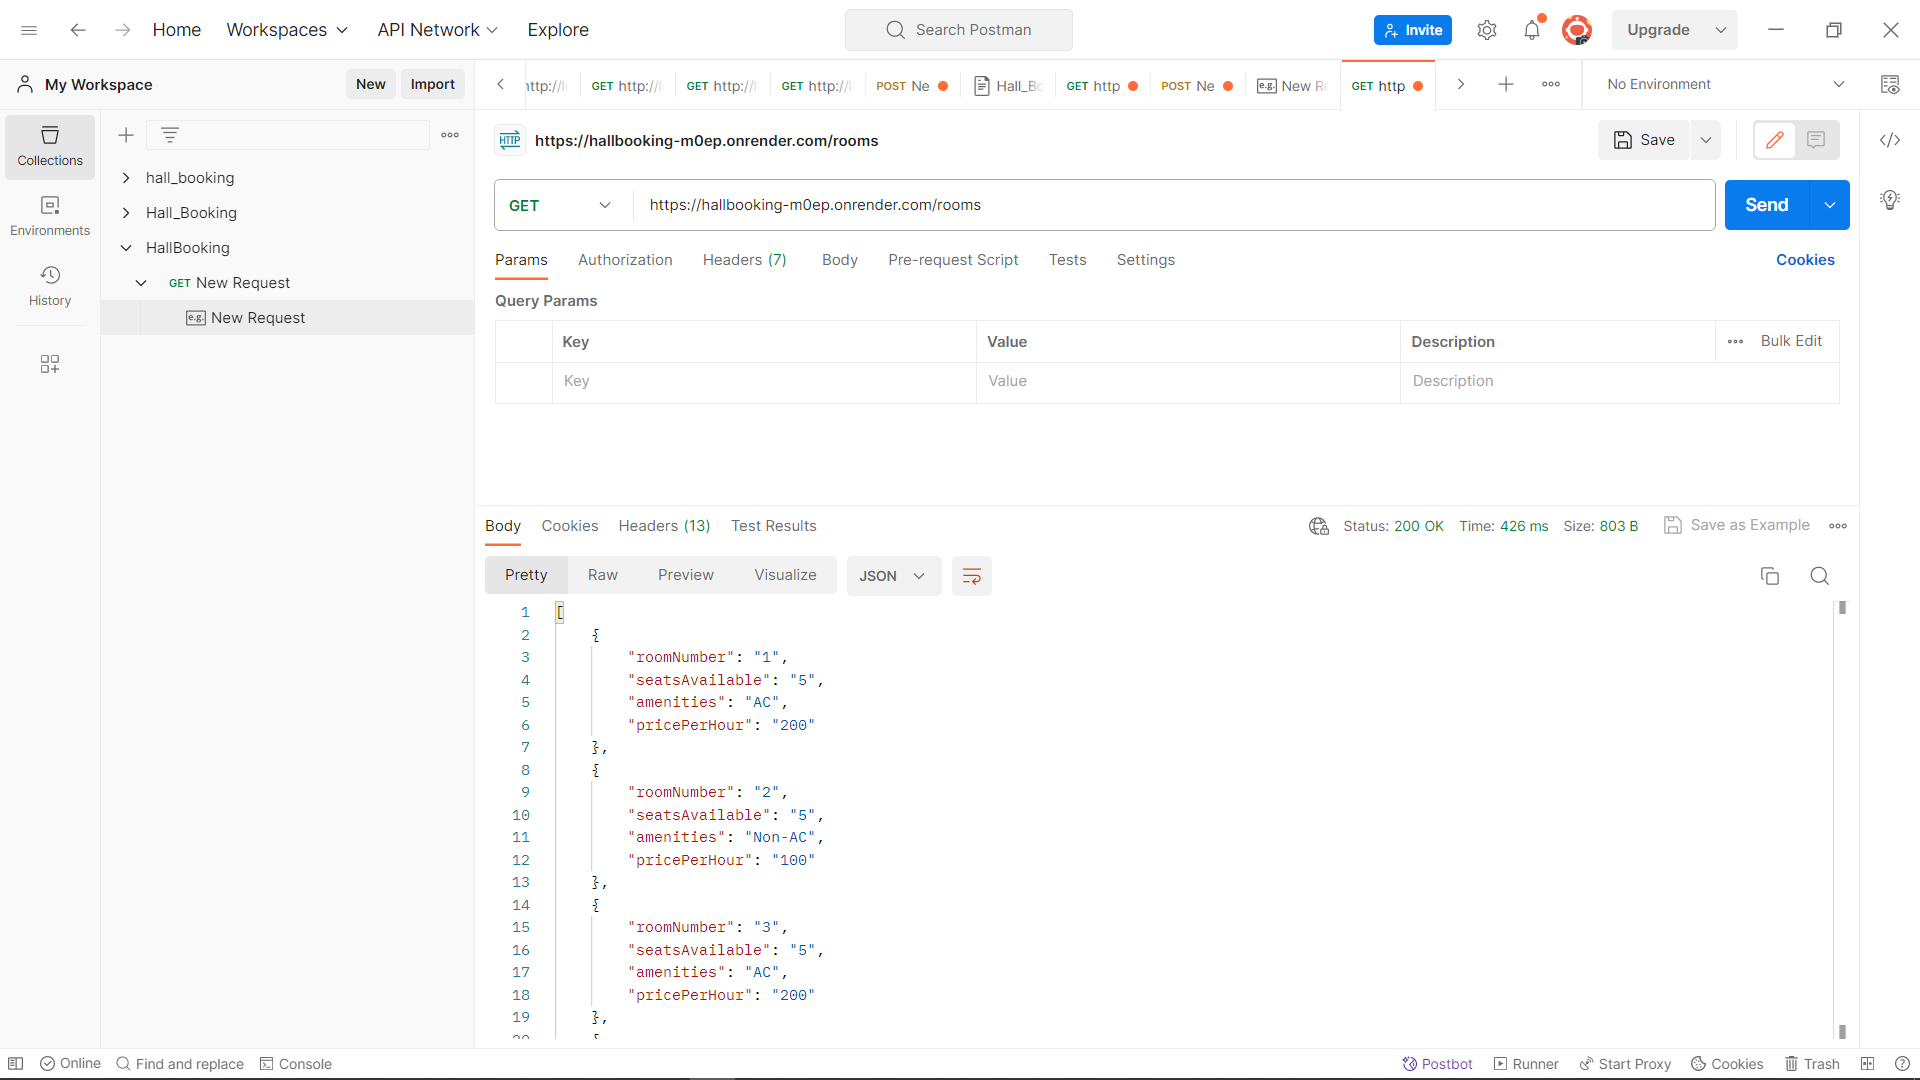 Home Workspaces API Network Explore Search Postman Invite Upgrade
My Workspace New Import GET http:// GET http:// GET http:// POST Ne Hall_Bo GET http POST Ne e.g. New Re GET http No Environment
Collections
Environments
History
hall_booking
Hall_Booking
HallBooking
GET New Request
e.g. New Request
HTTP https://hallbooking-m0ep.onrender.com/rooms Save
GET https://hallbooking-m0ep.onrender.com/rooms Send
Params Authorization Headers (7) Body Pre-request Script Tests Settings Cookies
Query Params
Key Value Description Bulk Edit
Key Value Description
Body Cookies Headers (13) Test Results Status: 200 OK Time: 426 ms Size: 803 B Save as Example
Pretty Raw Preview Visualize JSON
1 [
2 {
3 "roomNumber": "1",
4 "seatsAvailable": "5",
5 "amenities": "AC",
6 "pricePerHour": "200"
7 },
8 {
9 "roomNumber": "2",
10 "seatsAvailable": "5",
11 "amenities": "Non-AC",
12 "pricePerHour": "100"
13 },
14 {
15 "roomNumber": "3",
16 "seatsAvailable": "5",
17 "amenities": "AC",
18 "pricePerHour": "200"
19 },
Online Find and replace Console Postbot Runner Start Proxy Cookies Trash